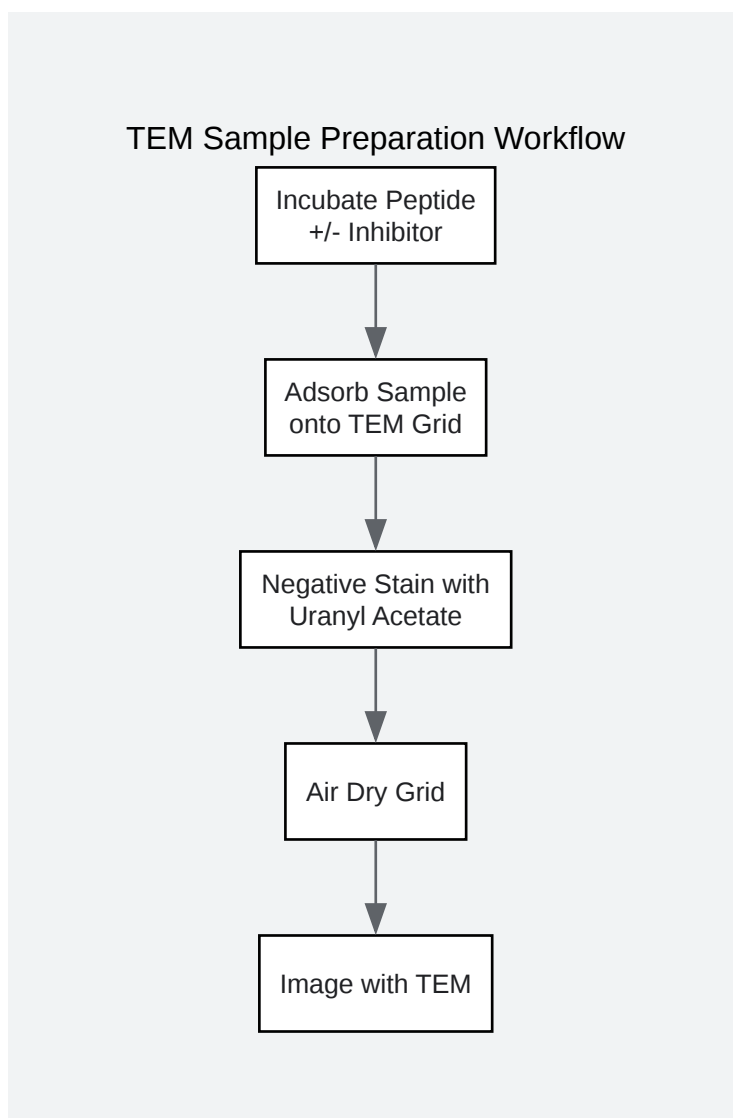 TEM Sample Preparation Workflow
Incubate Peptide
+/- Inhibitor
Adsorb Sample
onto TEM Grid
Negative Stain with
Uranyl Acetate
Air Dry Grid
Image with TEM